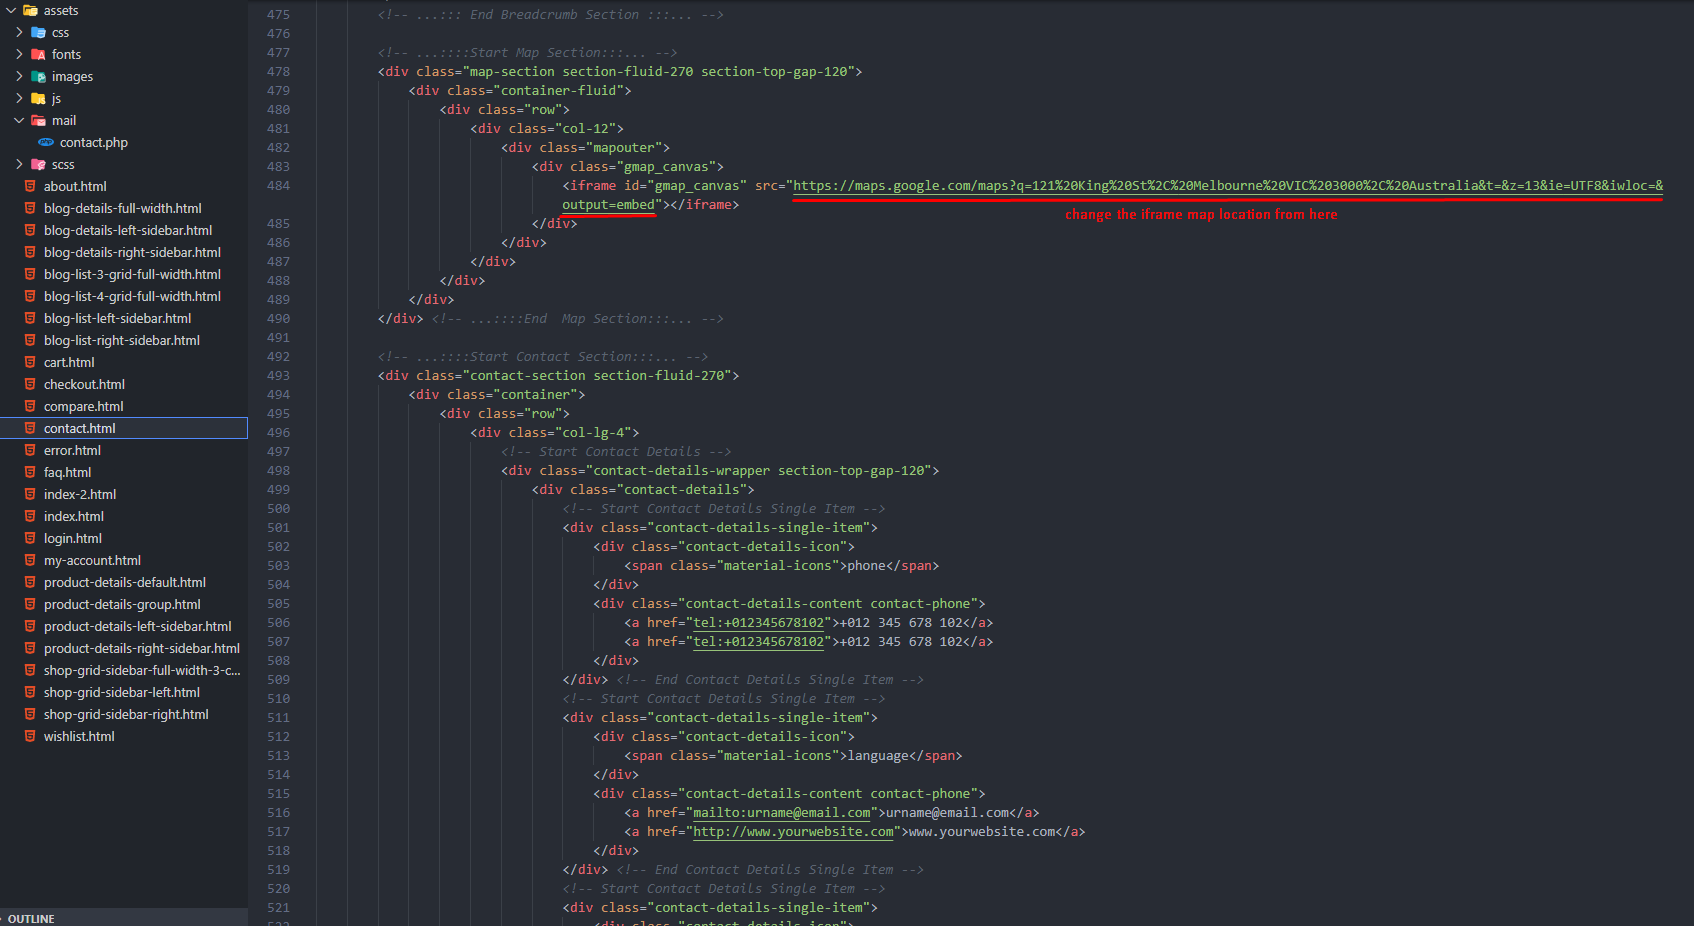 assets
css
fonts
images
js
mail
contact.php
scss
about.html
blog-details-full-width.html
blog-details-left-sidebar.html
blog-details-right-sidebar.html
blog-list-3-grid-full-width.html
blog-list-4-grid-full-width.html
blog-list-left-sidebar.html
blog-list-right-sidebar.html
cart.html
checkout.html
compare.html
contact.html
error.html
faq.html
index-2.html
index.html
login.html
my-account.html
product-details-default.html
product-details-group.html
product-details-left-sidebar.html
product-details-right-sidebar.html
shop-grid-sidebar-full-width-3-c...
shop-grid-sidebar-left.html
shop-grid-sidebar-right.html
wishlist.html
OUTLINE
475 <!-- ...::: End Breadcrumb Section :::... -->
476
477 <!-- ...::::Start Map Section:::... -->
478 <div class="map-section section-fluid-270 section-top-gap-120">
479 <div class="container-fluid">
480 <div class="row">
481 <div class="col-12">
482 <div class="mapouter">
483 <div class="gmap_canvas">
484 <iframe id="gmap_canvas" src="https://maps.google.com/maps?q=121%20King%20St%2C%20Melbourne%20VIC%203000%2C%20Australia&t=&z=13&ie=UTF8&iwloc=&
output=embed"></iframe>
change the iframe map location from here
485 </div>
486 </div>
487 </div>
488 </div>
489 </div>
490 </div> <!-- ...::::End  Map Section:::... -->
491
492 <!-- ...::::Start Contact Section:::... -->
493 <div class="contact-section section-fluid-270">
494 <div class="container">
495 <div class="row">
496 <div class="col-lg-4">
497 <!-- Start Contact Details -->
498 <div class="contact-details-wrapper section-top-gap-120">
499 <div class="contact-details">
500 <!-- Start Contact Details Single Item -->
501 <div class="contact-details-single-item">
502 <div class="contact-details-icon">
503 <span class="material-icons">phone</span>
504 </div>
505 <div class="contact-details-content contact-phone">
506 <a href="tel:+012345678102">+012 345 678 102</a>
507 <a href="tel:+012345678102">+012 345 678 102</a>
508 </div>
509 </div> <!-- End Contact Details Single Item -->
510 <!-- Start Contact Details Single Item -->
511 <div class="contact-details-single-item">
512 <div class="contact-details-icon">
513 <span class="material-icons">language</span>
514 </div>
515 <div class="contact-details-content contact-phone">
516 <a href="mailto:urname@email.com">urname@email.com</a>
517 <a href="http://www.yourwebsite.com">www.yourwebsite.com</a>
518 </div>
519 </div> <!-- End Contact Details Single Item -->
520 <!-- Start Contact Details Single Item -->
521 <div class="contact-details-single-item">